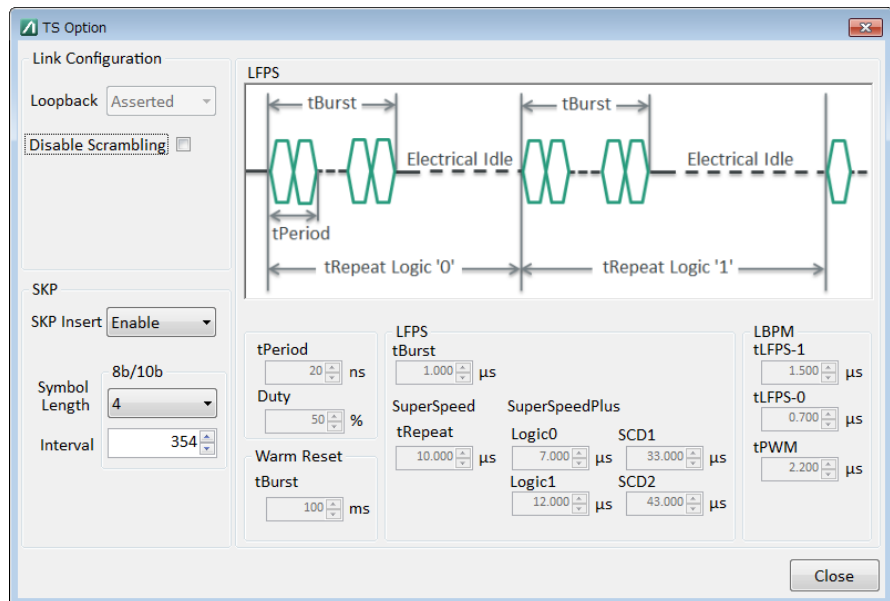 TS Option
Link Configuration
Loopback Asserted
Disable Scrambling
SKP
SKP Insert Enable
8b/10b
Symbol Length 4
Interval 354
LFPS
tBurst tBurst
Electrical Idle Electrical Idle
tPeriod
tRepeat Logic '0' tRepeat Logic '1'
tPeriod
20 ns
Duty
50 %
Warm Reset
tBurst
100 ms
LFPS
tBurst
1.000 µs
SuperSpeed SuperSpeedPlus
tRepeat Logic0 SCD1
10.000 µs 7.000 µs 33.000 µs
Logic1 SCD2
12.000 µs 43.000 µs
LBPM
tLFPS-1
1.500 µs
tLFPS-0
0.700 µs
tPWM
2.200 µs
Close